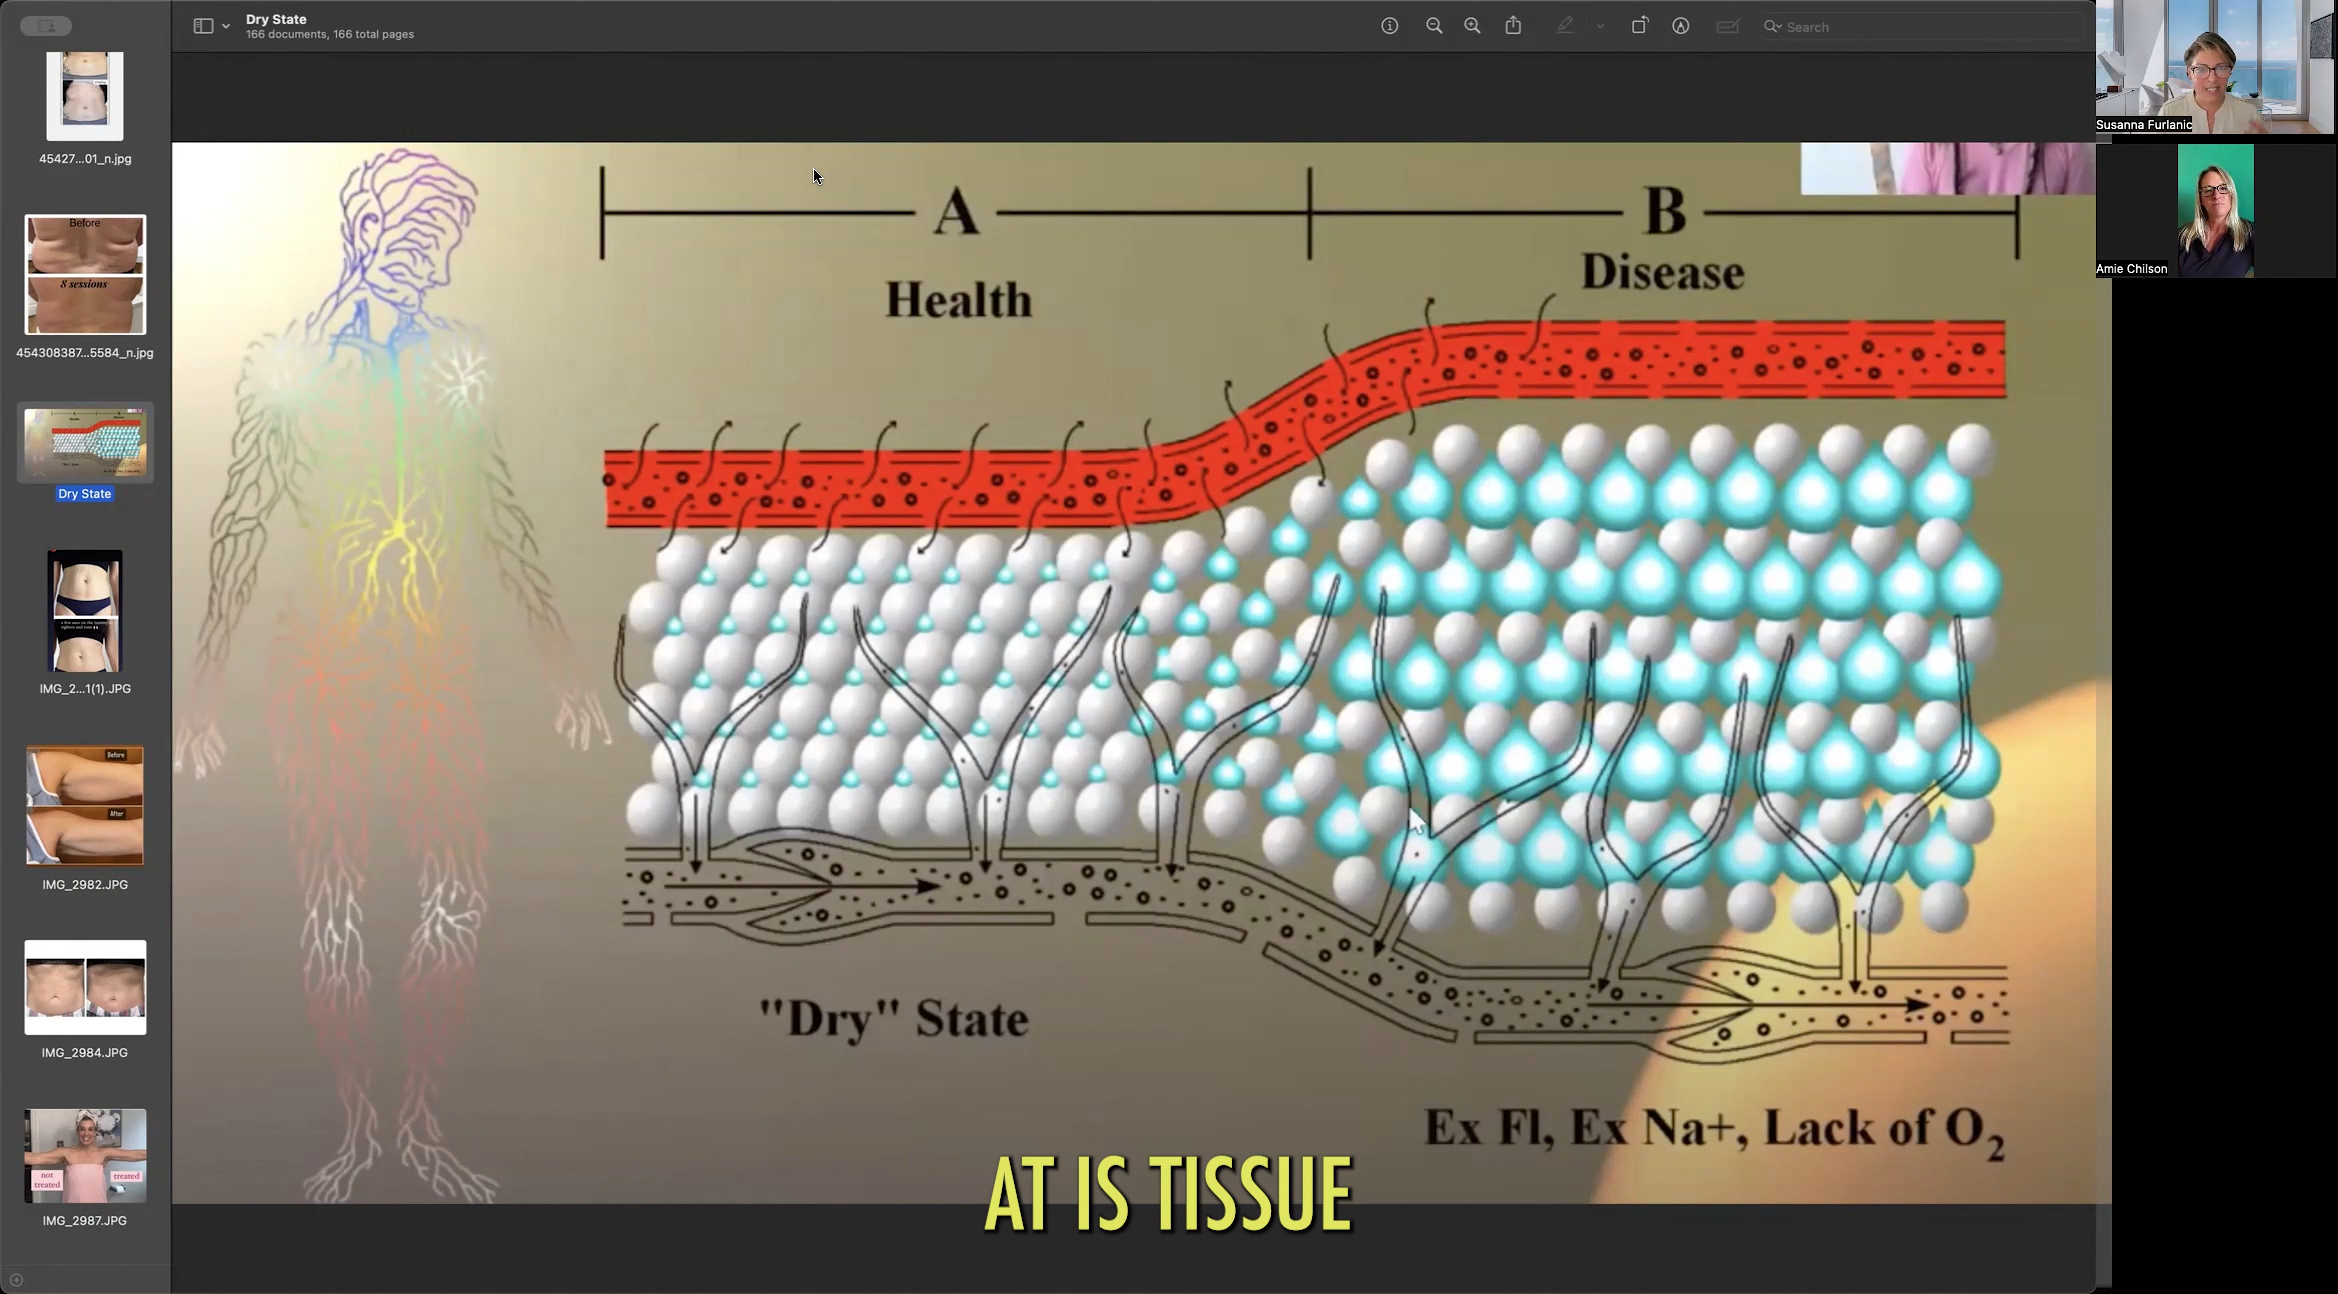 Dry State
166 documents, 166 total pages
Search
45427...01_n.jpg
Before
8 sessions
454308387...5584_n.jpg
Dry State
IMG_2...1(1).JPG
Before
After
IMG_2982.JPG
IMG_2984.JPG
not treated
treated
IMG_2987.JPG
A
B
Health
Disease
"Dry" State
Ex Fl, Ex Na+, Lack of O2
AT IS TISSUE
Susanna Furlanic
Amie Chilson